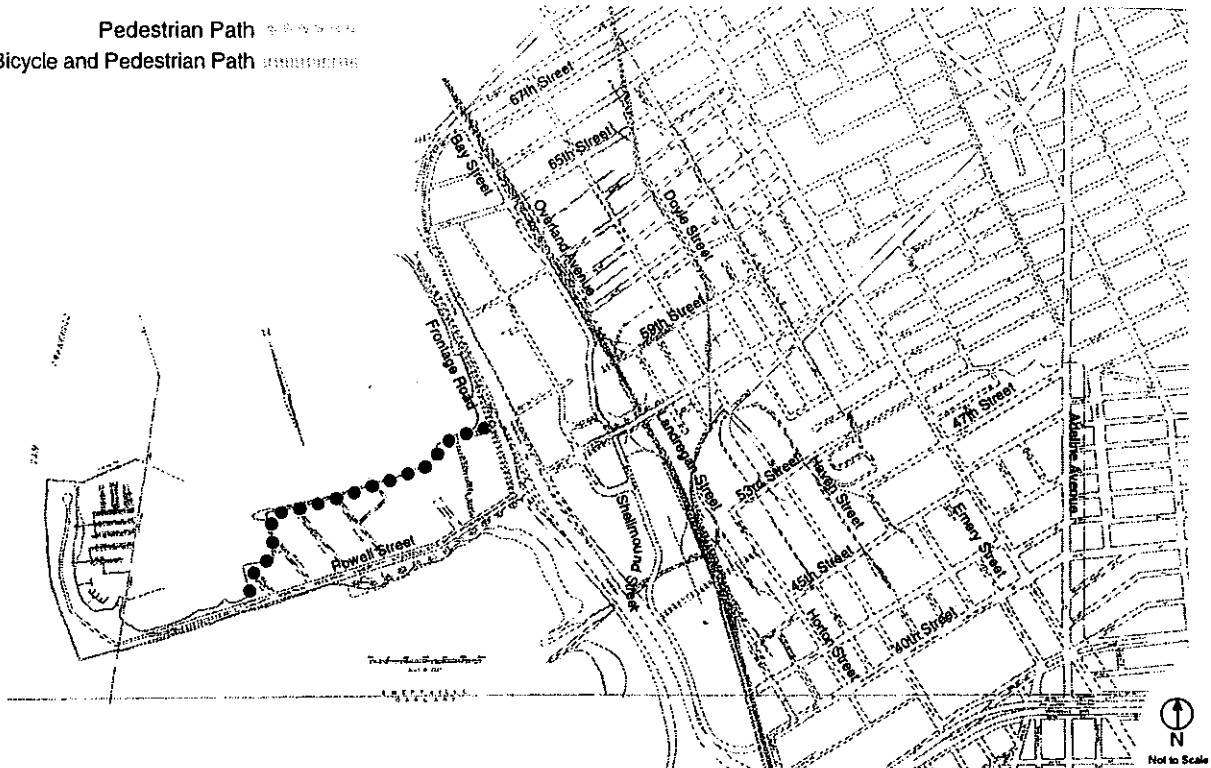 Pedestrian Path
Bicycle and Pedestrian Path
67th Street
65th Street
Bay Street
Overland Avenue
Doyle Street
59th Street
Frontage Road
47th Street
Adeline Avenue
Landregan Street
53rd Street
Haven Street
Emery Street
Shellmound Street
Powell Street
45th Street
40th Street
Horton Street
N
Not to Scale